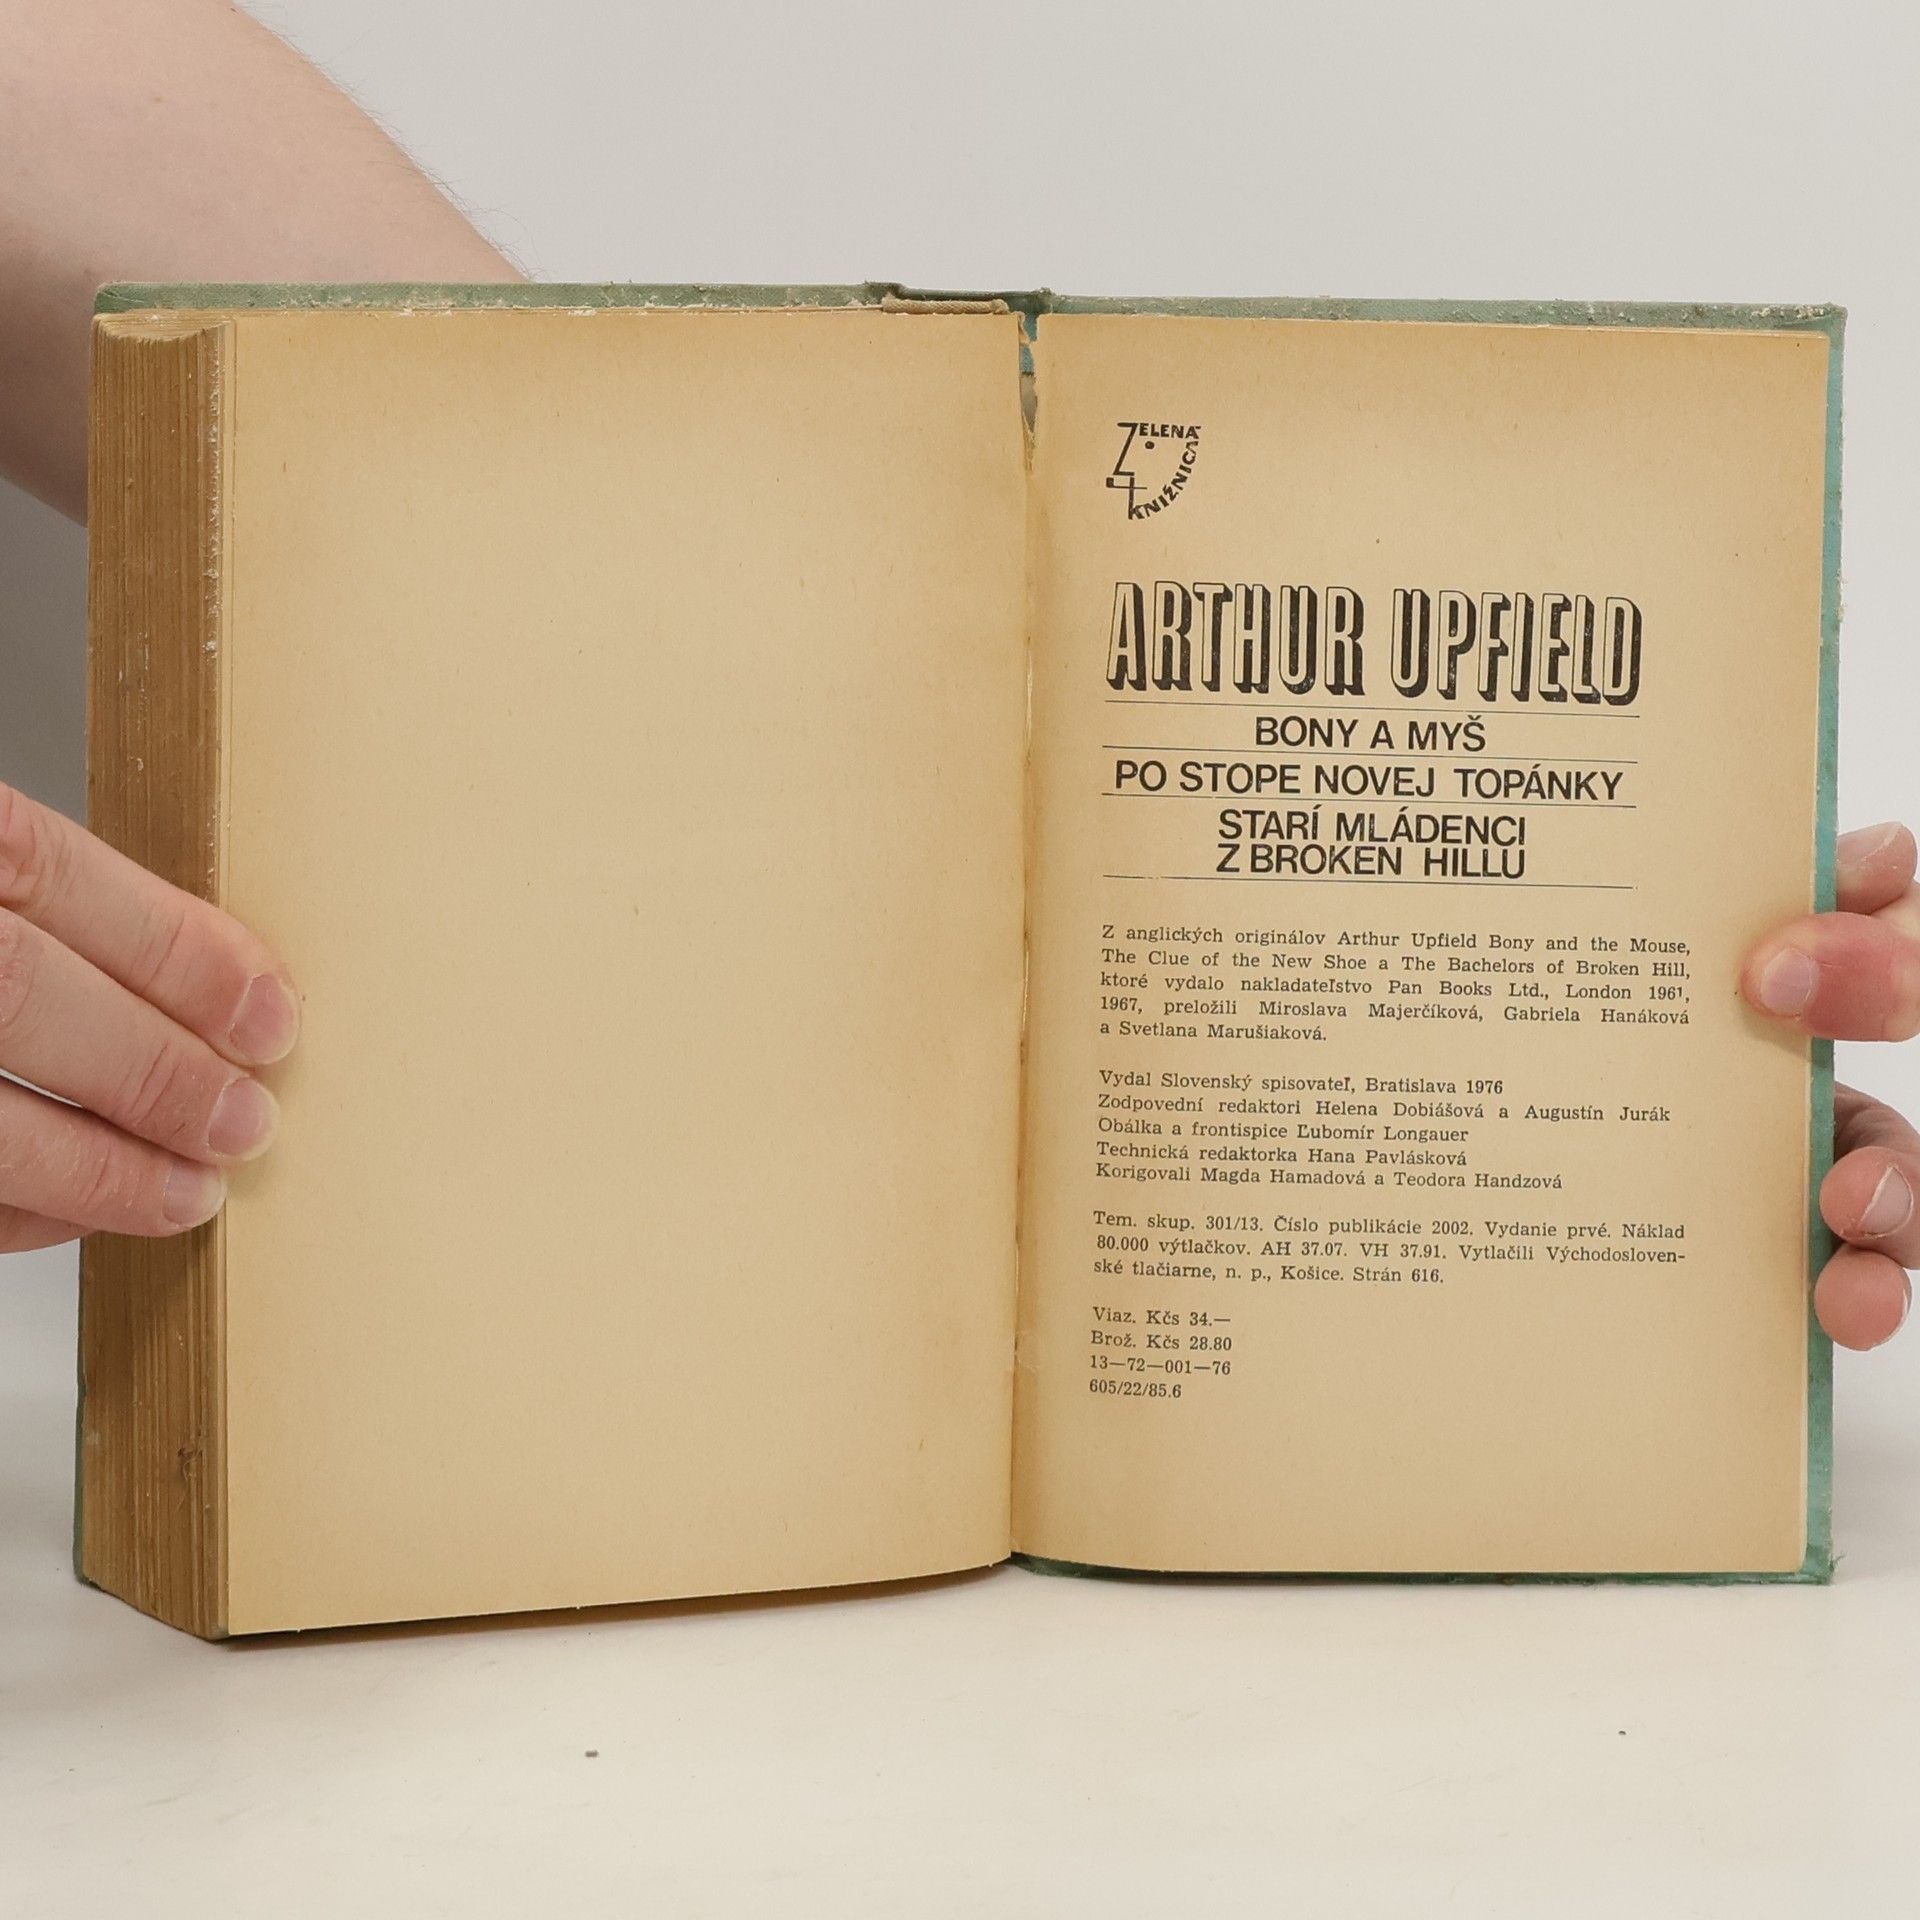 ZELENÁ
KNIŽNICA
ARTHUR UPFIELD
BONY A MYŠ
PO STOPE NOVEJ TOPÁNKY
STARÍ MLÁDENCI
Z BROKEN HILLU
Z anglických originálov Arthur Upfield Bony and the Mouse,
The Clue of the New Shoe a The Bachelors of Broken Hill,
ktoré vydalo nakladateľstvo Pan Books Ltd., London 1961,
1967, preložili Miroslava Majerčíková, Gabriela Hanáková
a Svetlana Marušiaková.
Vydal Slovenský spisovateľ, Bratislava 1976
Zodpovední redaktori Helena Dobiášová a Augustín Jurák
Obálka a frontispice Ľubomír Longauer
Technická redaktorka Hana Pavlásková
Korigovali Magda Hamadová a Teodora Handzová
Tem. skup. 301/13. Číslo publikácie 2002. Vydanie prvé. Náklad
80.000 výtlačkov. AH 37.07. VH 37.91. Vytlačili Východosloven-
ské tlačiarne, n. p., Košice. Strán 616.
Viaz. Kčs 34.—
Brož. Kčs 28.80
13—72—001—76
605/22/85.6